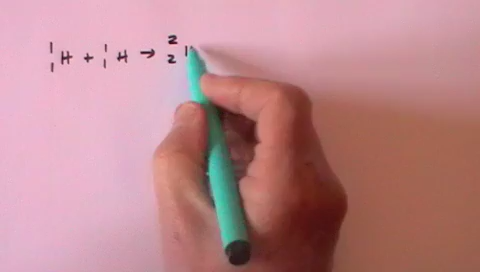 ¹₁H + ¹₁H → ²₂